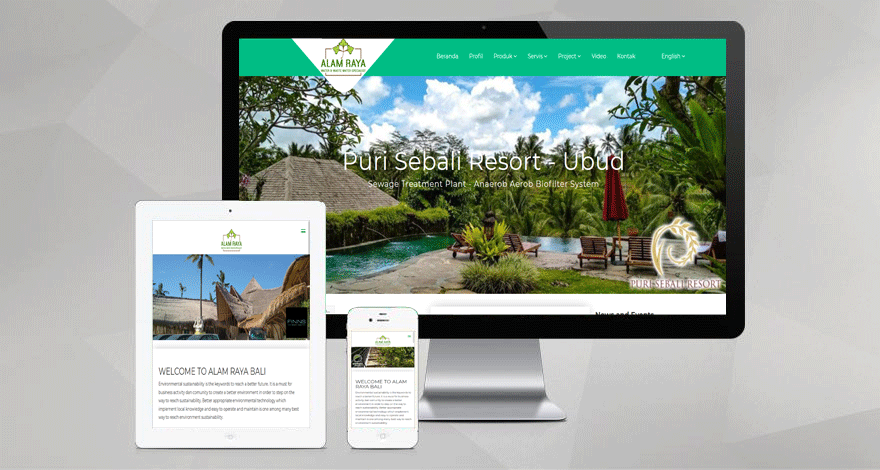 ALAM RAYA
WATER & WASTE WATER SPECIALIST
Beranda Profil Produk Servis Project Video Kontak English
Puri Sebali Resort - Ubud
Sewage Treatment Plant - Anaerob Aerob Biofilter System
PURI SEBALI RESORT
News and Events
ALAM RAYA
FINNS
WELCOME TO ALAM RAYA BALI
Environmental sustainability is the keywords to reach a better future. It is a must for
business activity dan comunity to create a better environment in order to step on the
way to reach sustainability. Better appropriate environmental technology which
implement local knowledge and easy to operate and maintain is one among many best
way to reach environment sustainability.
WELCOME TO ALAM
RAYA BALI